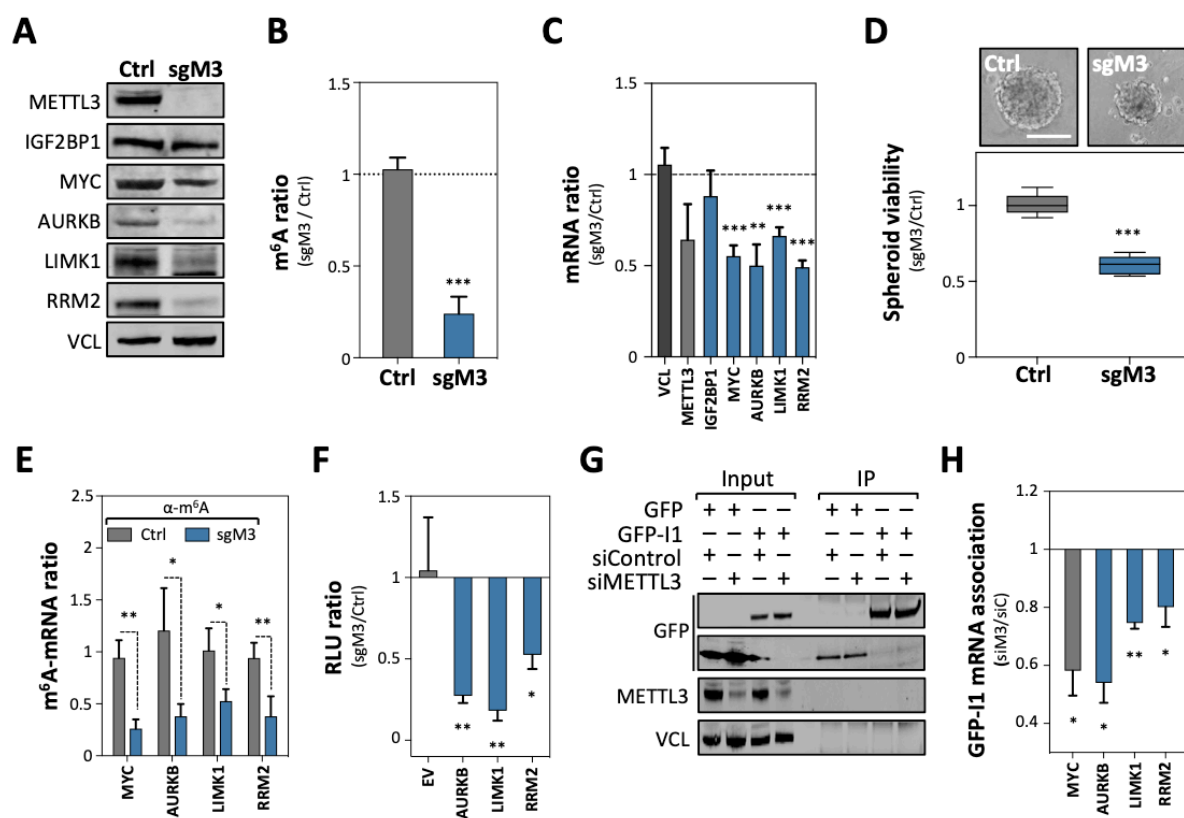 A
Ctrl sgM3
METTL3
IGF2BP1
MYC
AURKB
LIMK1
RRM2
VCL
B
m⁶A ratio
(sgM3 / Ctrl)
1.5
1
0.5
0
***
Ctrl sgM3
C
mRNA ratio
(sgM3/Ctrl)
1.5
1
0.5
0
*** ** *** ***
VCL
METTL3
IGF2BP1
MYC
AURKB
LIMK1
RRM2
D
Ctrl
sgM3
Spheroid viability
(sgM3/Ctrl)
1
0.5
0
***
Ctrl sgM3
E
m⁶A-mRNA ratio
2.5
2
1.5
1
0.5
0
α-m⁶A
Ctrl sgM3
** * * **
MYC
AURKB
LIMK1
RRM2
F
RLU ratio
(sgM3/Ctrl)
1.5
1
0.5
0
** ** *
EV
AURKB
LIMK1
RRM2
G
Input IP
GFP + + − − + + − −
GFP-I1 − − + + − − + +
siControl + − + − + − + −
siMETTL3 − + − + − + − +
GFP
METTL3
VCL
H
GFP-I1 mRNA association
(siM3/siC)
1.2
1
0.8
0.6
0.4
* * ** *
MYC
AURKB
LIMK1
RRM2